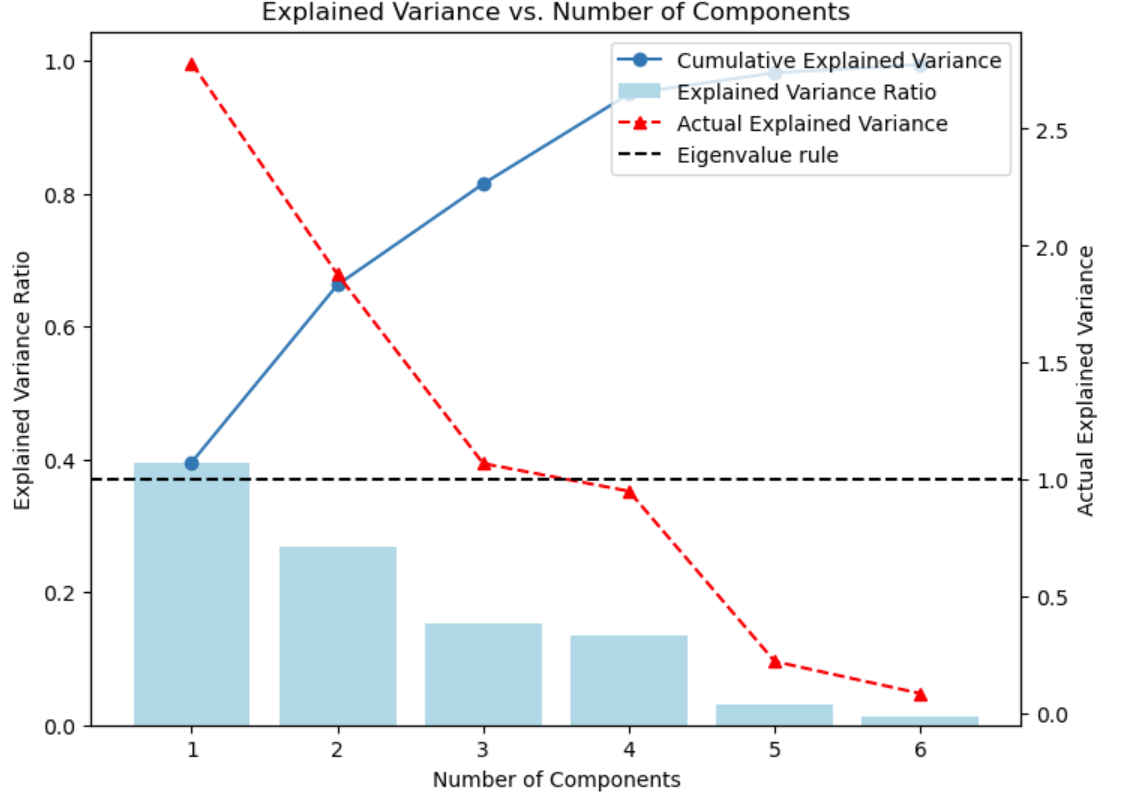 Explained Variance vs. Number of Components
Cumulative Explained Variance
Explained Variance Ratio
Actual Explained Variance
Eigenvalue rule
Explained Variance Ratio
1.0
0.8
0.6
0.4
0.2
0.0
2.5
2.0
1.5
1.0
0.5
0.0
Actual Explained Variance
1 2 3 4 5 6
Number of Components